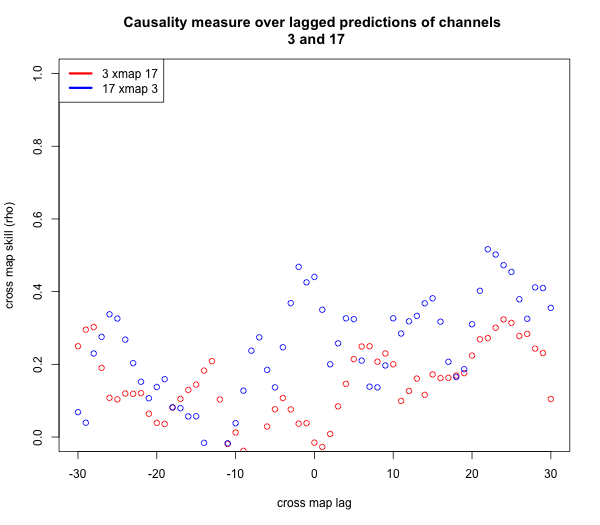 Causality measure over lagged predictions of channels
3 and 17
3 xmap 17
17 xmap 3
1.0
0.8
0.6
0.4
0.2
0.0
cross map skill (rho)
-30
-20
-10
0
10
20
30
cross map lag